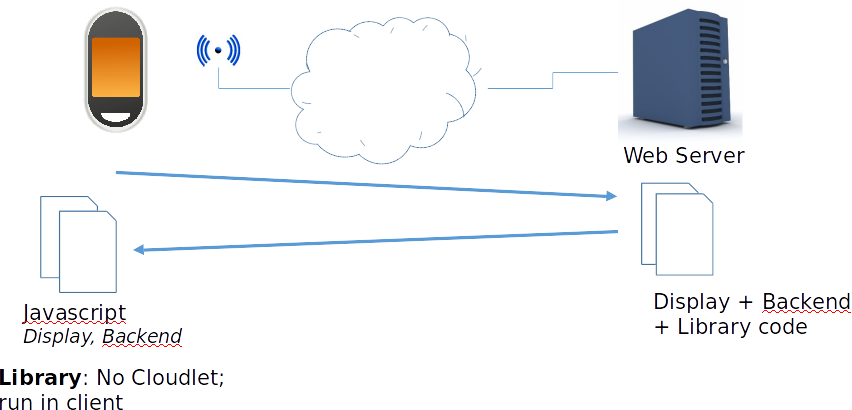 Web Server
Javascript
Display, Backend
Display + Backend
+ Library code
Library: No Cloudlet;
run in client